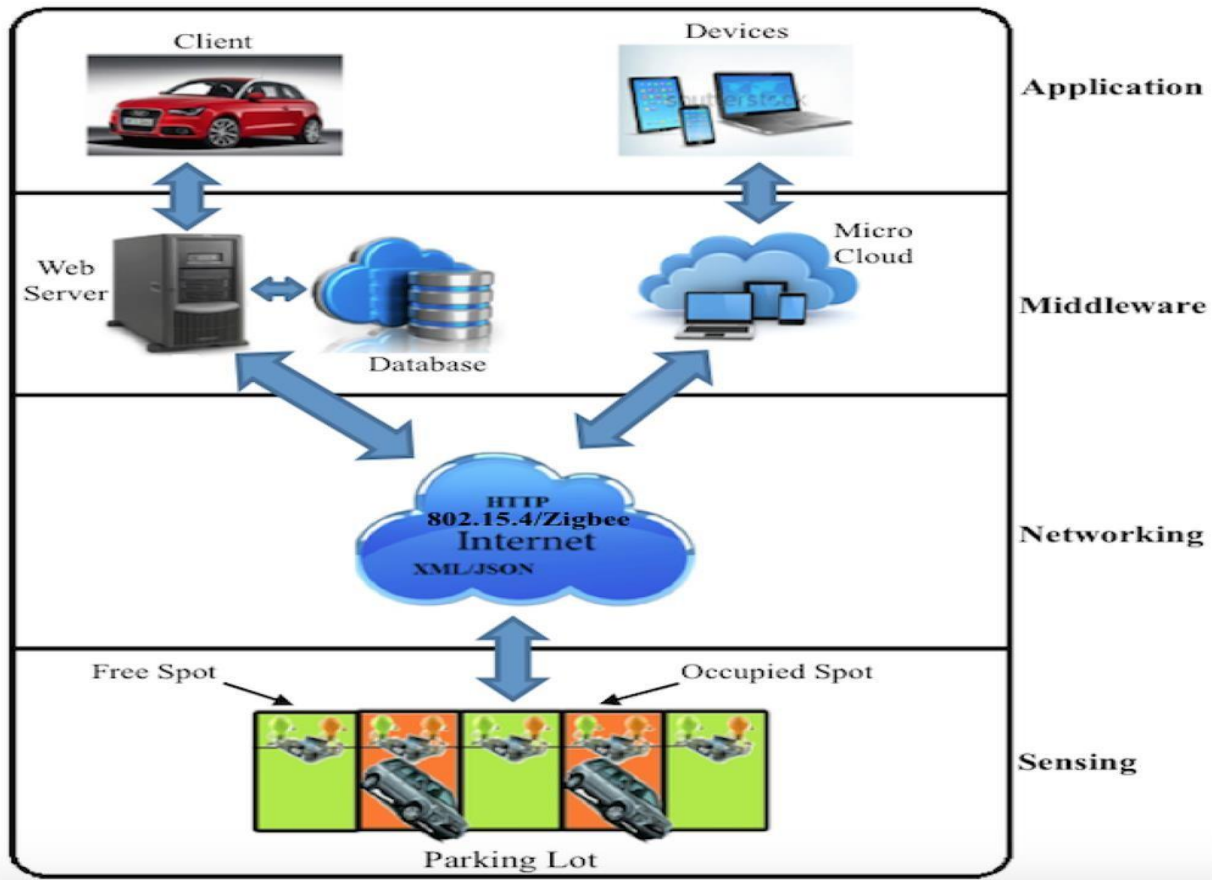 Client
Devices
shutterstock
Application
Web
Server
Database
Micro
Cloud
Middleware
HTTP
802.15.4/Zigbee
Internet
XML/JSON
Networking
Free Spot
Occupied Spot
Parking Lot
Sensing